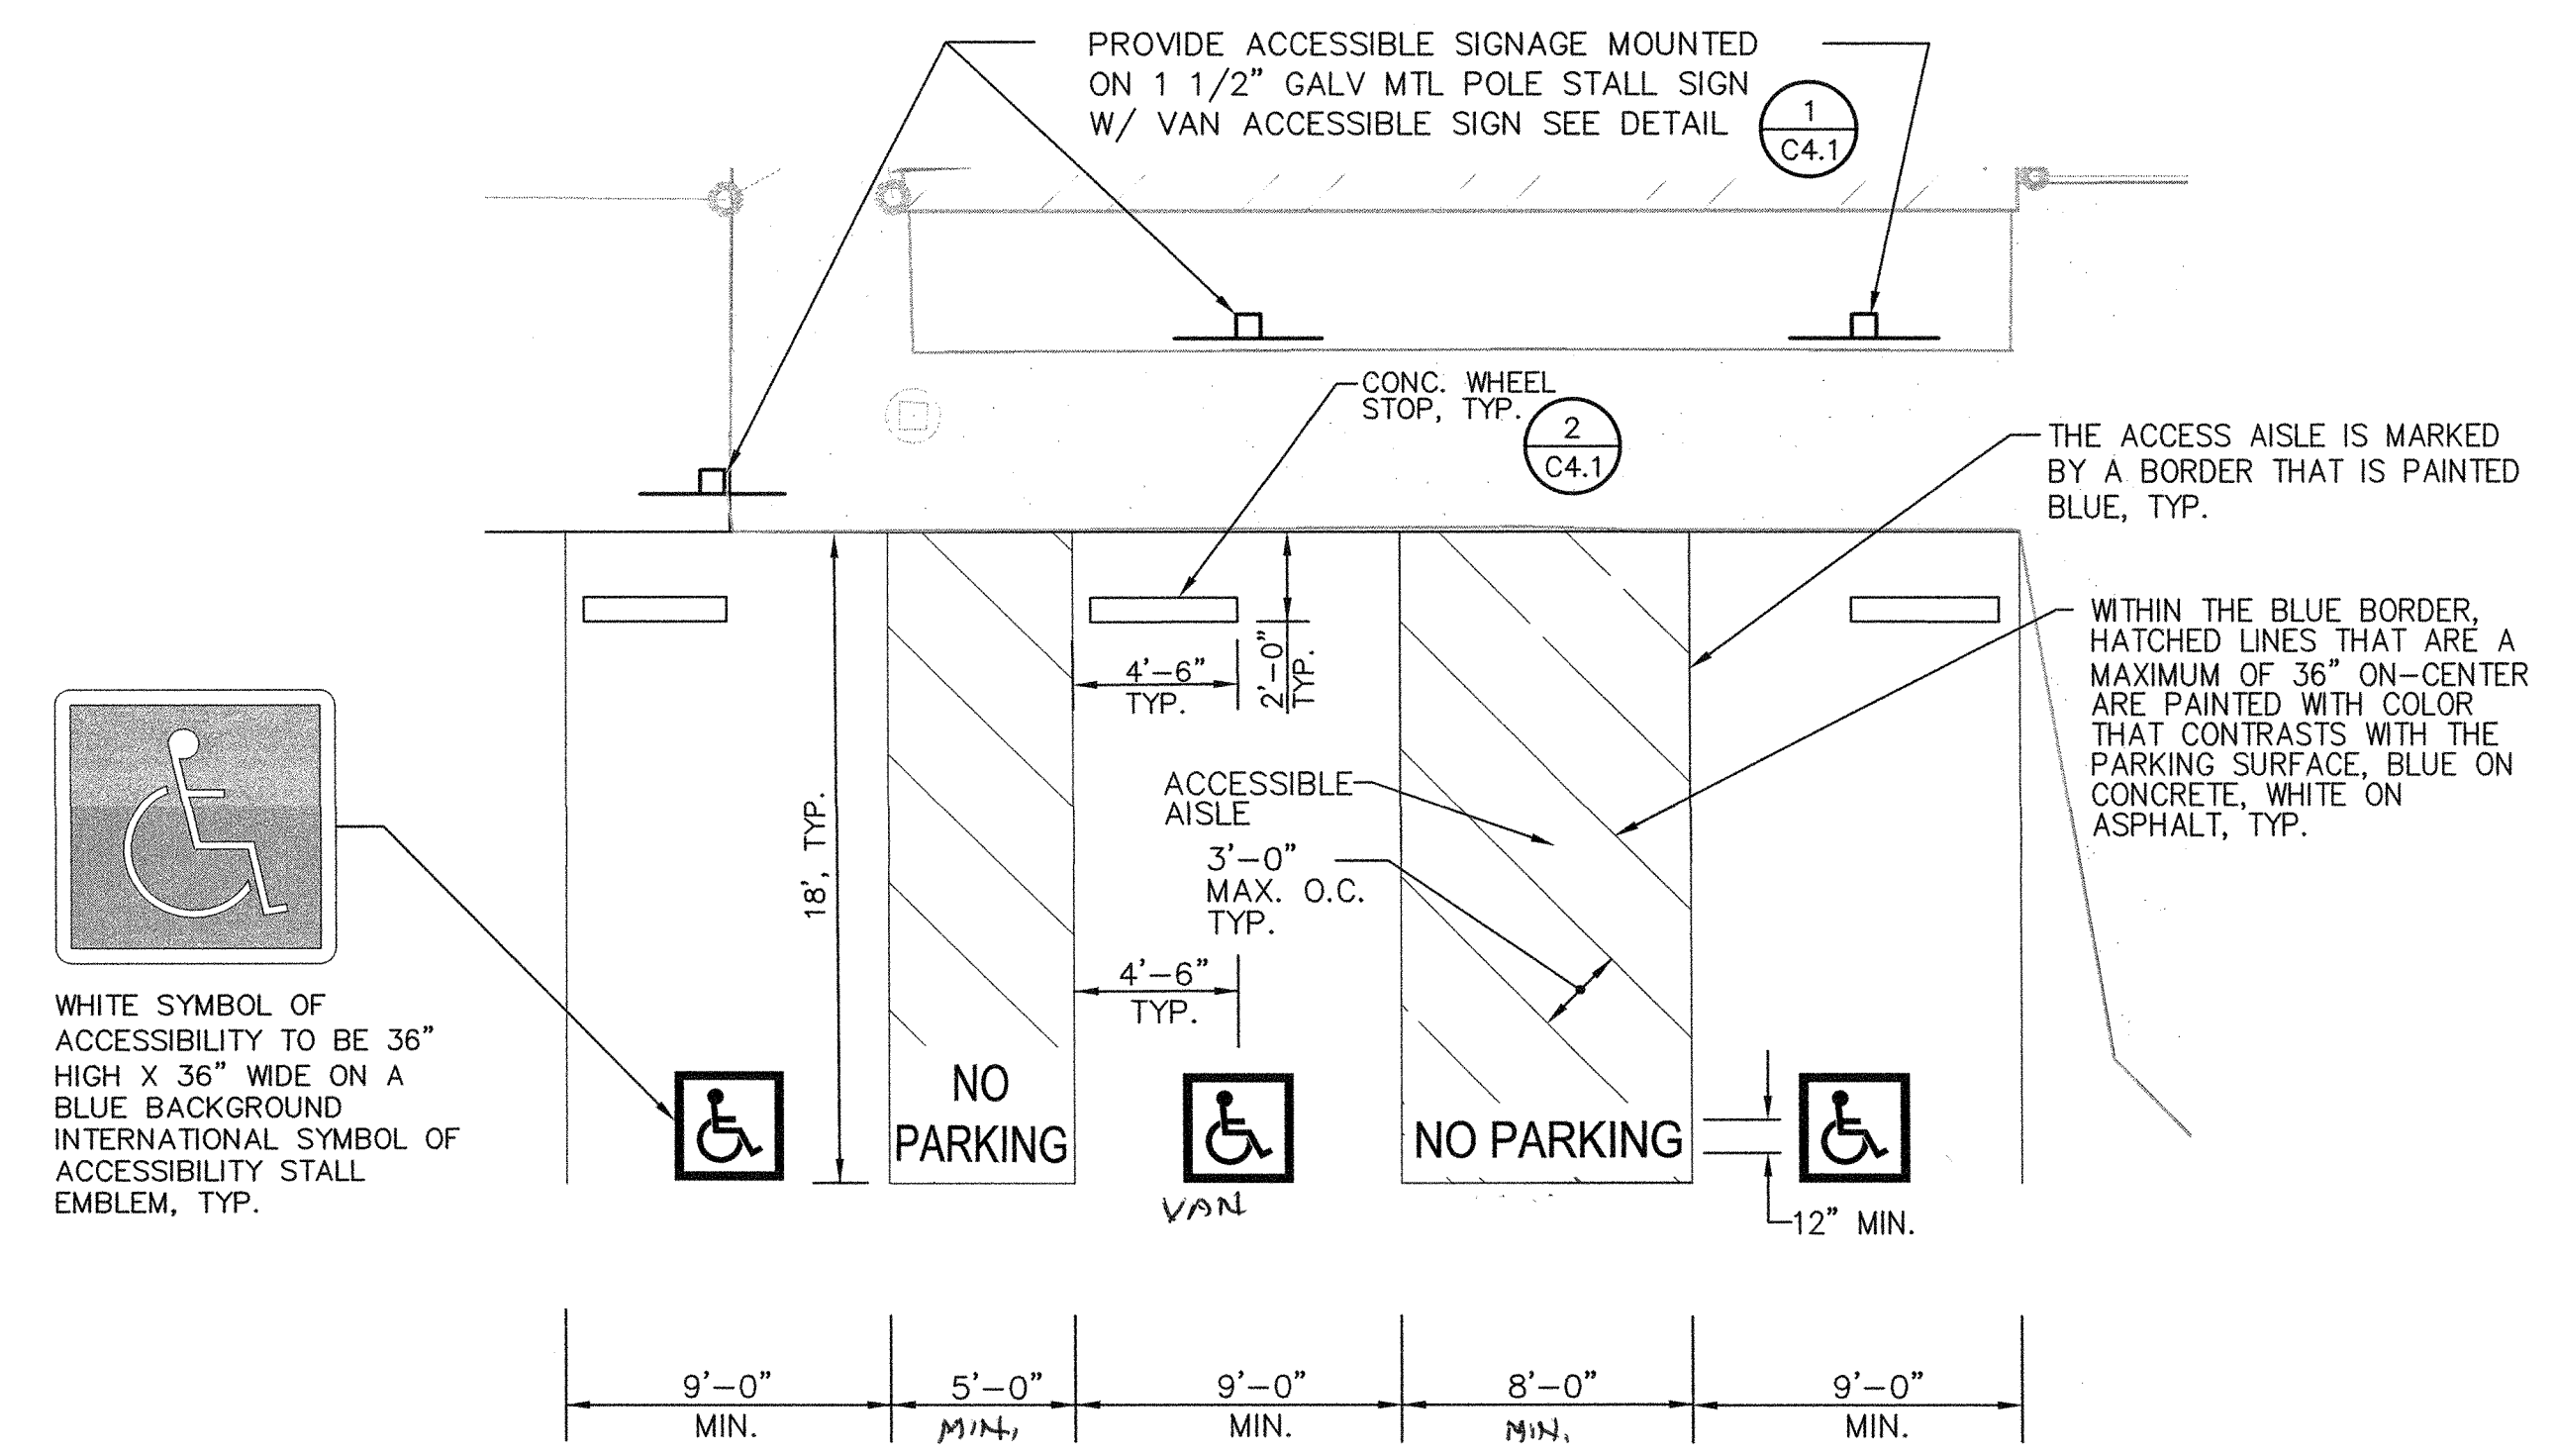 PROVIDE ACCESSIBLE SIGNAGE MOUNTED
ON 1 1/2" GALV MTL POLE STALL SIGN
W/ VAN ACCESSIBLE SIGN SEE DETAIL
1
C4.1
CONC. WHEEL
STOP, TYP.
2
C4.1
THE ACCESS AISLE IS MARKED
BY A BORDER THAT IS PAINTED
BLUE, TYP.
WITHIN THE BLUE BORDER,
HATCHED LINES THAT ARE A
MAXIMUM OF 36" ON-CENTER
ARE PAINTED WITH COLOR
THAT CONTRASTS WITH THE
PARKING SURFACE, BLUE ON
CONCRETE, WHITE ON
ASPHALT, TYP.
4'-6"
TYP.
2'-0"
TYP.
18', TYP.
ACCESSIBLE
AISLE
3'-0"
MAX. O.C.
TYP.
4'-6"
TYP.
WHITE SYMBOL OF
ACCESSIBILITY TO BE 36"
HIGH X 36" WIDE ON A
BLUE BACKGROUND
INTERNATIONAL SYMBOL OF
ACCESSIBILITY STALL
EMBLEM, TYP.
NO
PARKING
NO PARKING
VAN
12" MIN.
9'-0"
MIN.
5'-0"
MIN.
9'-0"
MIN.
8'-0"
MIN.
9'-0"
MIN.